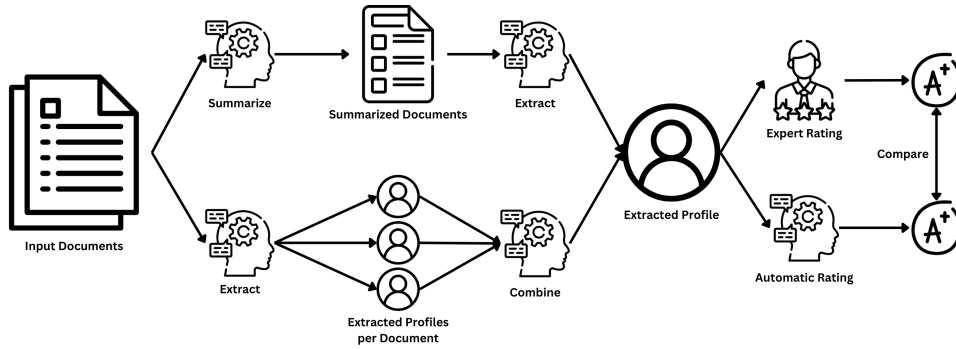 Input Documents
Summarize
Summarized Documents
Extract
Extract
Extracted Profiles
per Document
Combine
Extracted Profile
Expert Rating
A+
Compare
Automatic Rating
A+